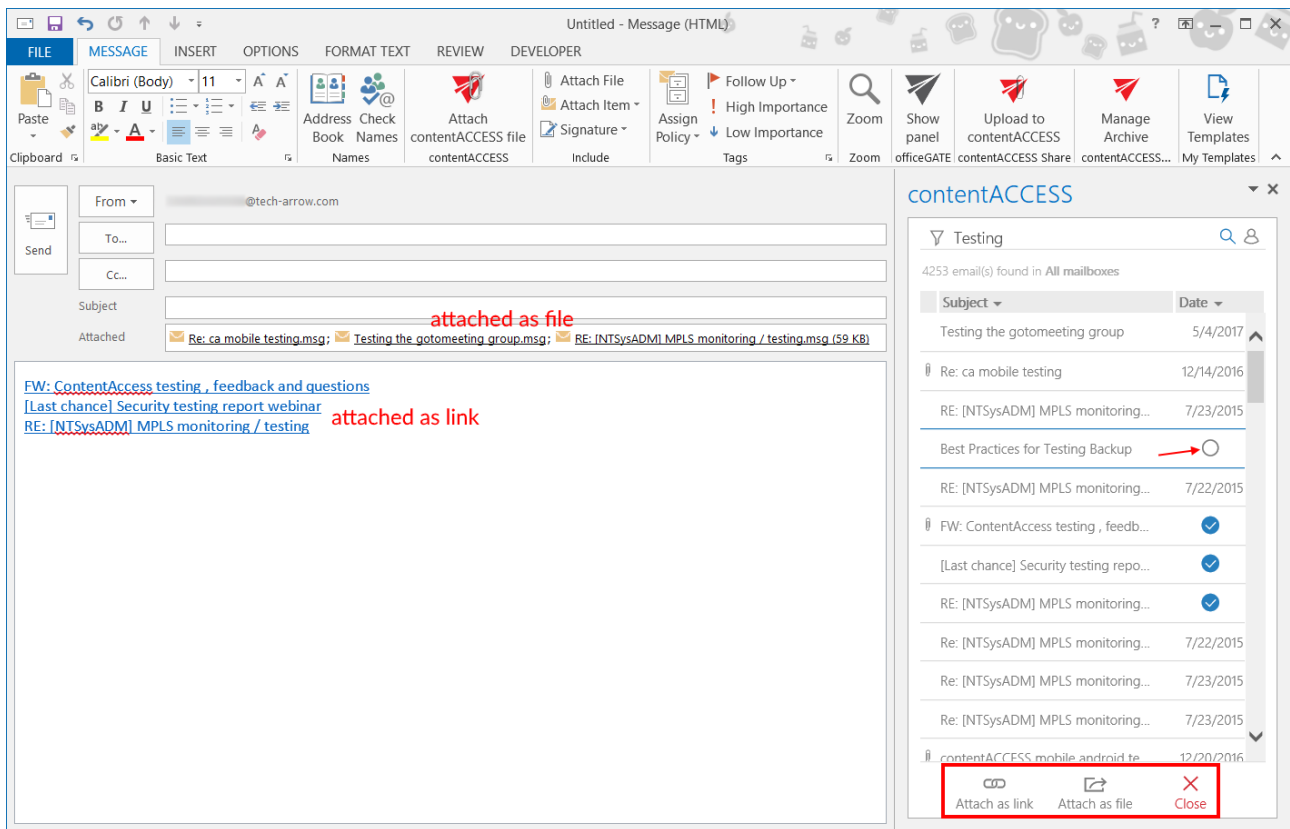 Untitled - Message (HTML)
?
FILE MESSAGE INSERT OPTIONS FORMAT TEXT REVIEW DEVELOPER
Paste
Clipboard
Calibri (Body) 11 A A
B I U
aby A
Basic Text
Address Book
Check Names
Names
Attach contentACCESS file
contentACCESS
Attach File
Attach Item
Signature
Include
Assign Policy
Follow Up
High Importance
Low Importance
Tags
Zoom
Zoom
Show panel
officeGATE
Upload to contentACCESS
contentACCESS Share
Manage Archive
contentACCESS...
View Templates
My Templates
Send
From @tech-arrow.com
To...
Cc...
Subject
attached as file
Attached Re: ca mobile testing.msg; Testing the gotomeeting group.msg; RE: [NTSysADM] MPLS monitoring / testing.msg (59 KB)
FW: ContentAccess testing , feedback and questions
[Last chance] Security testing report webinar
RE: [NTSysADM] MPLS monitoring / testing
attached as link
contentACCESS
Testing
4253 email(s) found in All mailboxes
Subject Date
Testing the gotomeeting group 5/4/2017
Re: ca mobile testing 12/14/2016
RE: [NTSysADM] MPLS monitoring... 7/23/2015
Best Practices for Testing Backup
RE: [NTSysADM] MPLS monitoring... 7/22/2015
FW: ContentAccess testing , feedb...
[Last chance] Security testing repo...
RE: [NTSysADM] MPLS monitoring...
Re: [NTSysADM] MPLS monitoring... 7/22/2015
Re: [NTSysADM] MPLS monitoring... 7/23/2015
Re: [NTSysADM] MPLS monitoring... 7/23/2015
contentACCESS mobile android te 12/20/2016
Attach as link Attach as file Close